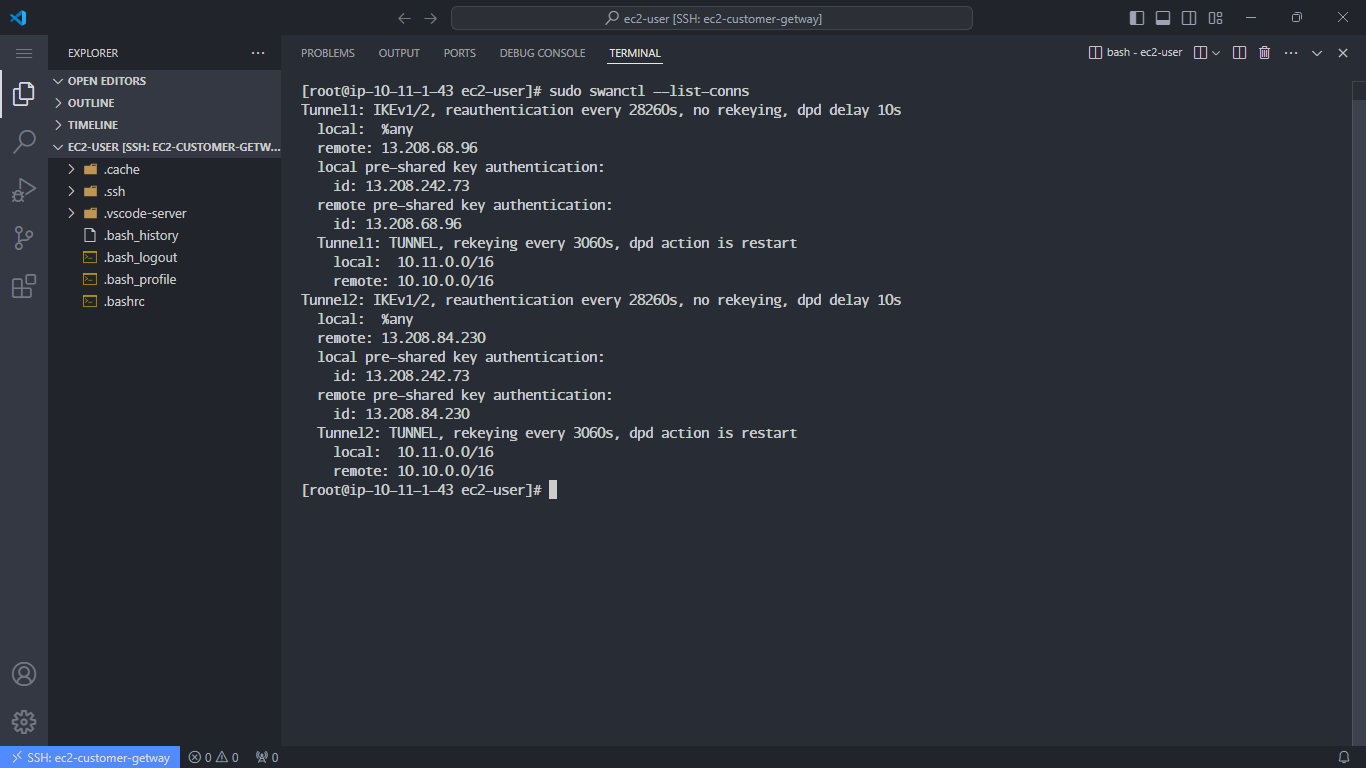 ec2-user [SSH: ec2-customer-getway]
EXPLORER
OPEN EDITORS
OUTLINE
TIMELINE
EC2-USER [SSH: EC2-CUSTOMER-GETW...
.cache
.ssh
.vscode-server
.bash_history
.bash_logout
.bash_profile
.bashrc
PROBLEMS OUTPUT PORTS DEBUG CONSOLE TERMINAL
bash - ec2-user
[root@ip-10-11-1-43 ec2-user]# sudo swanctl --list-conns
Tunnel1: IKEv1/2, reauthentication every 28260s, no rekeying, dpd delay 10s
  local:  %any
  remote: 13.208.68.96
  local pre-shared key authentication:
    id: 13.208.242.73
  remote pre-shared key authentication:
    id: 13.208.68.96
  Tunnel1: TUNNEL, rekeying every 3060s, dpd action is restart
    local:  10.11.0.0/16
    remote: 10.10.0.0/16
Tunnel2: IKEv1/2, reauthentication every 28260s, no rekeying, dpd delay 10s
  local:  %any
  remote: 13.208.84.230
  local pre-shared key authentication:
    id: 13.208.242.73
  remote pre-shared key authentication:
    id: 13.208.84.230
  Tunnel2: TUNNEL, rekeying every 3060s, dpd action is restart
    local:  10.11.0.0/16
    remote: 10.10.0.0/16
[root@ip-10-11-1-43 ec2-user]#
SSH: ec2-customer-getway 0 0 0